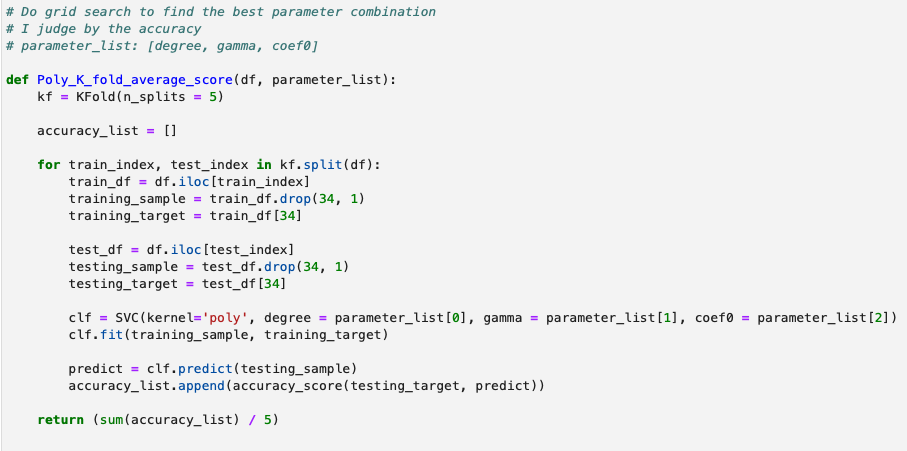 # Do grid search to find the best parameter combination
# I judge by the accuracy
# parameter_list: [degree, gamma, coef0]
def Poly_K_fold_average_score(df, parameter_list):
    kf = KFold(n_splits = 5)
    accuracy_list = []
    for train_index, test_index in kf.split(df):
        train_df = df.iloc[train_index]
        training_sample = train_df.drop(34, 1)
        training_target = train_df[34]
        test_df = df.iloc[test_index]
        testing_sample = test_df.drop(34, 1)
        testing_target = test_df[34]
        clf = SVC(kernel='poly', degree = parameter_list[0], gamma = parameter_list[1], coef0 = parameter_list[2])
        clf.fit(training_sample, training_target)
        predict = clf.predict(testing_sample)
        accuracy_list.append(accuracy_score(testing_target, predict))
    return (sum(accuracy_list) / 5)